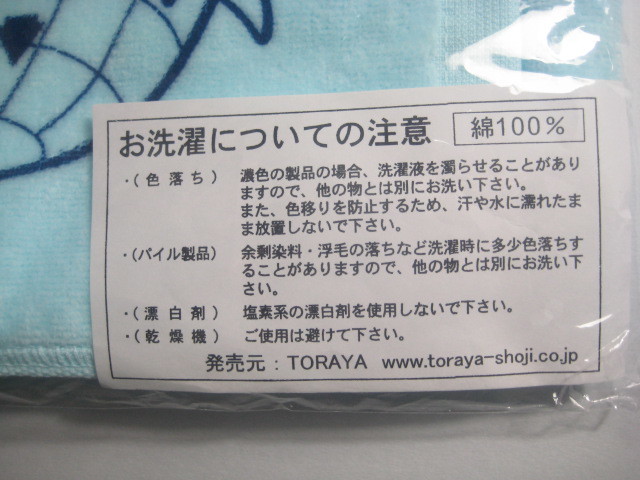 お洗濯についての注意 綿100%
・(色落ち) 濃色の製品の場合、洗濯液を濁らせることがあり
ますので、他の物とは別にお洗い下さい。
また、色移りを防止するため、汗や水に濡れたま
ま放置しないで下さい。
・(パイル製品) 余剰染料・浮毛の落ちなど洗濯時に多少色落ちす
ることがありますので、他の物とは別にお洗い下
さい。
・(漂白剤) 塩素系の漂白剤を使用しないで下さい。
・(乾燥機) ご使用は避けて下さい。
発売元：TORAYA www.toraya-shoji.co.jp